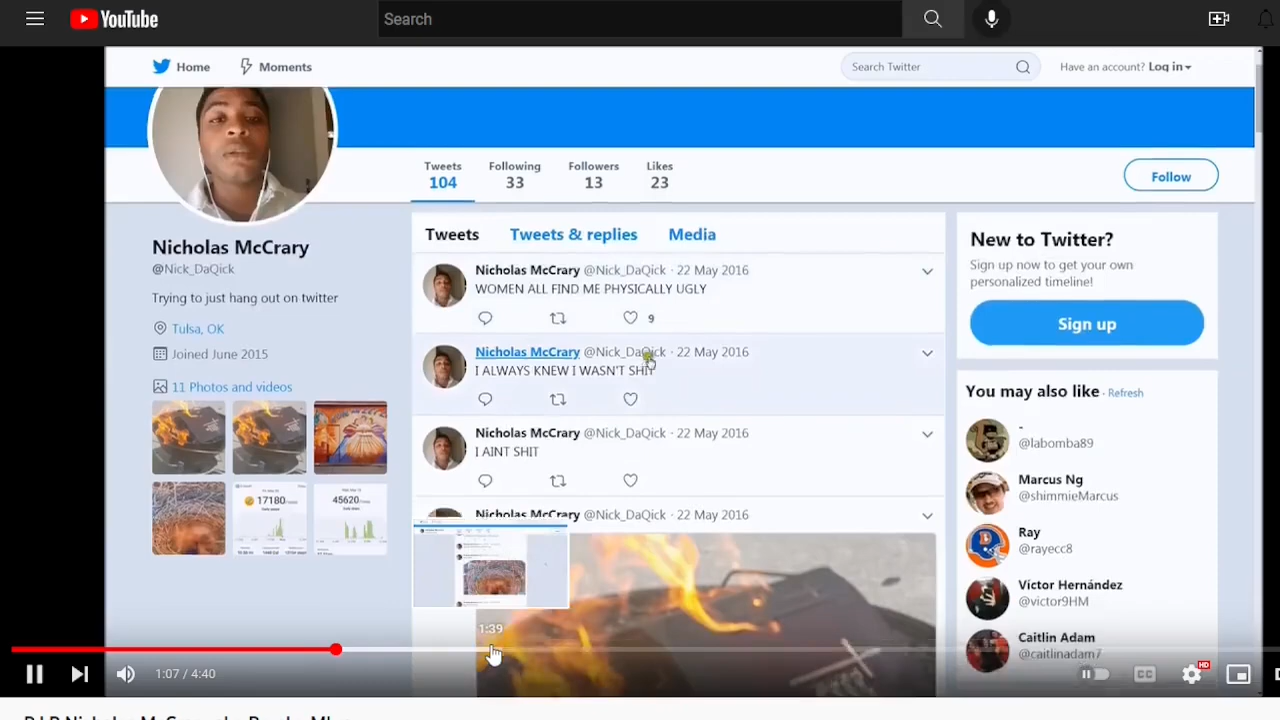 YouTube
Search
Home
Moments
Search Twitter
Have an account? Log in
Tweets
104
Following
33
Followers
13
Likes
23
Follow
Nicholas McCrary
@Nick_DaQick
Trying to just hang out on twitter
Tulsa, OK
Joined June 2015
11 Photos and videos
17180
45620
Tweets
Tweets & replies
Media
Nicholas McCrary @Nick_DaQick · 22 May 2016
WOMEN ALL FIND ME PHYSICALLY UGLY
9
Nicholas McCrary @Nick_DaQick · 22 May 2016
I ALWAYS KNEW I WASN'T SHIT
Nicholas McCrary @Nick_DaQick · 22 May 2016
I AINT SHIT
Nicholas McCrary @Nick_DaQick · 22 May 2016
New to Twitter?
Sign up now to get your own
personalized timeline!
Sign up
You may also like · Refresh
-
@labomba89
Marcus Ng
@shimmieMarcus
Ray
@rayecc8
Víctor Hernández
@victor9HM
Caitlin Adam
@caitlinadam7
1:39
1:07 / 4:40
CC
HD